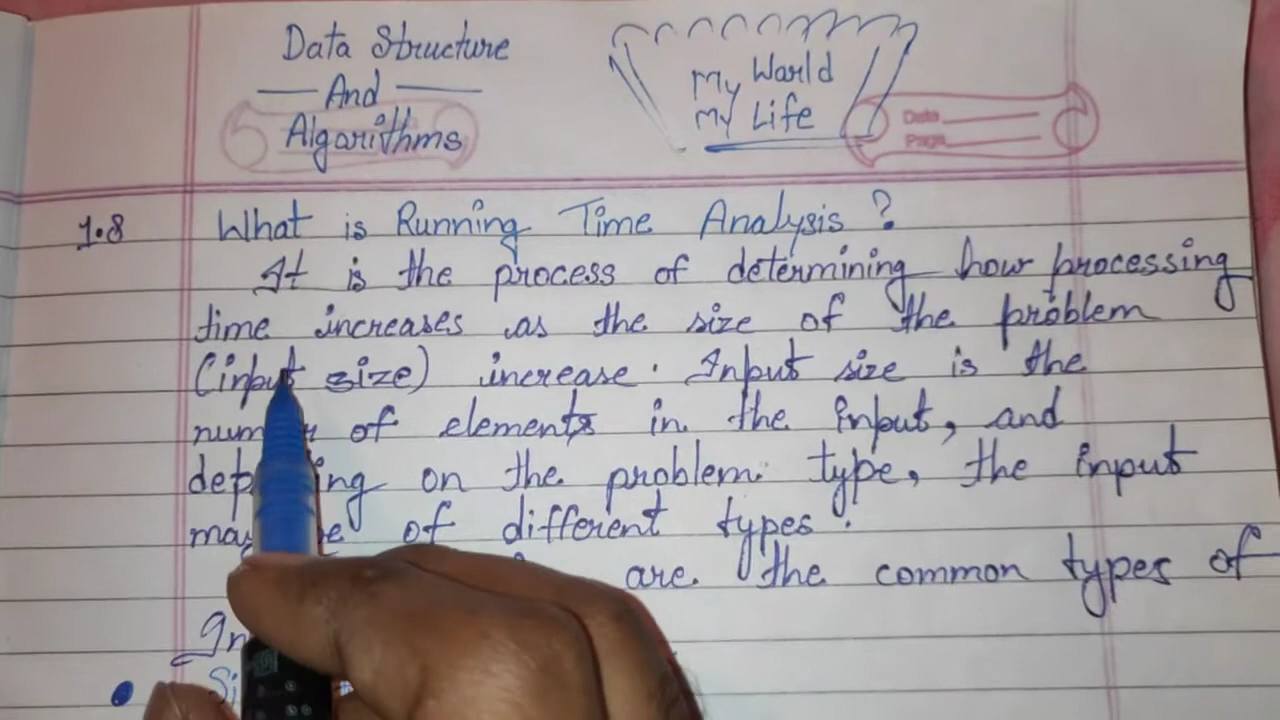 Data Structure
And
Algorithms
My World
My Life
Date
Page
1.8 What is Running Time Analysis?
It is the process of determining how processing
time increases as the size of the problem
(input size) increase. Input size is the
of elements in the input, and
on the problem type, the input
of different types.
are the common types of